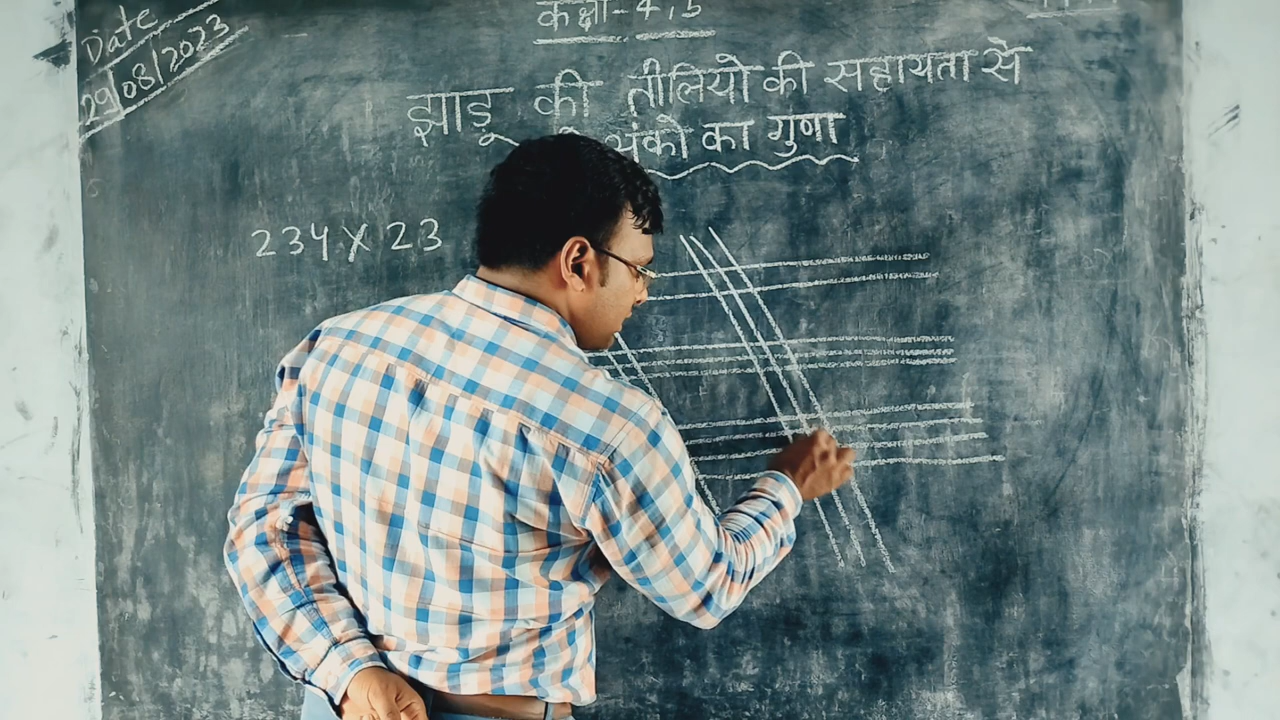 Date
29/08/2023
कक्षा- 4,5
झाड़ू की तीलियो की सहायता से
अंको का गुणा
234 X 23